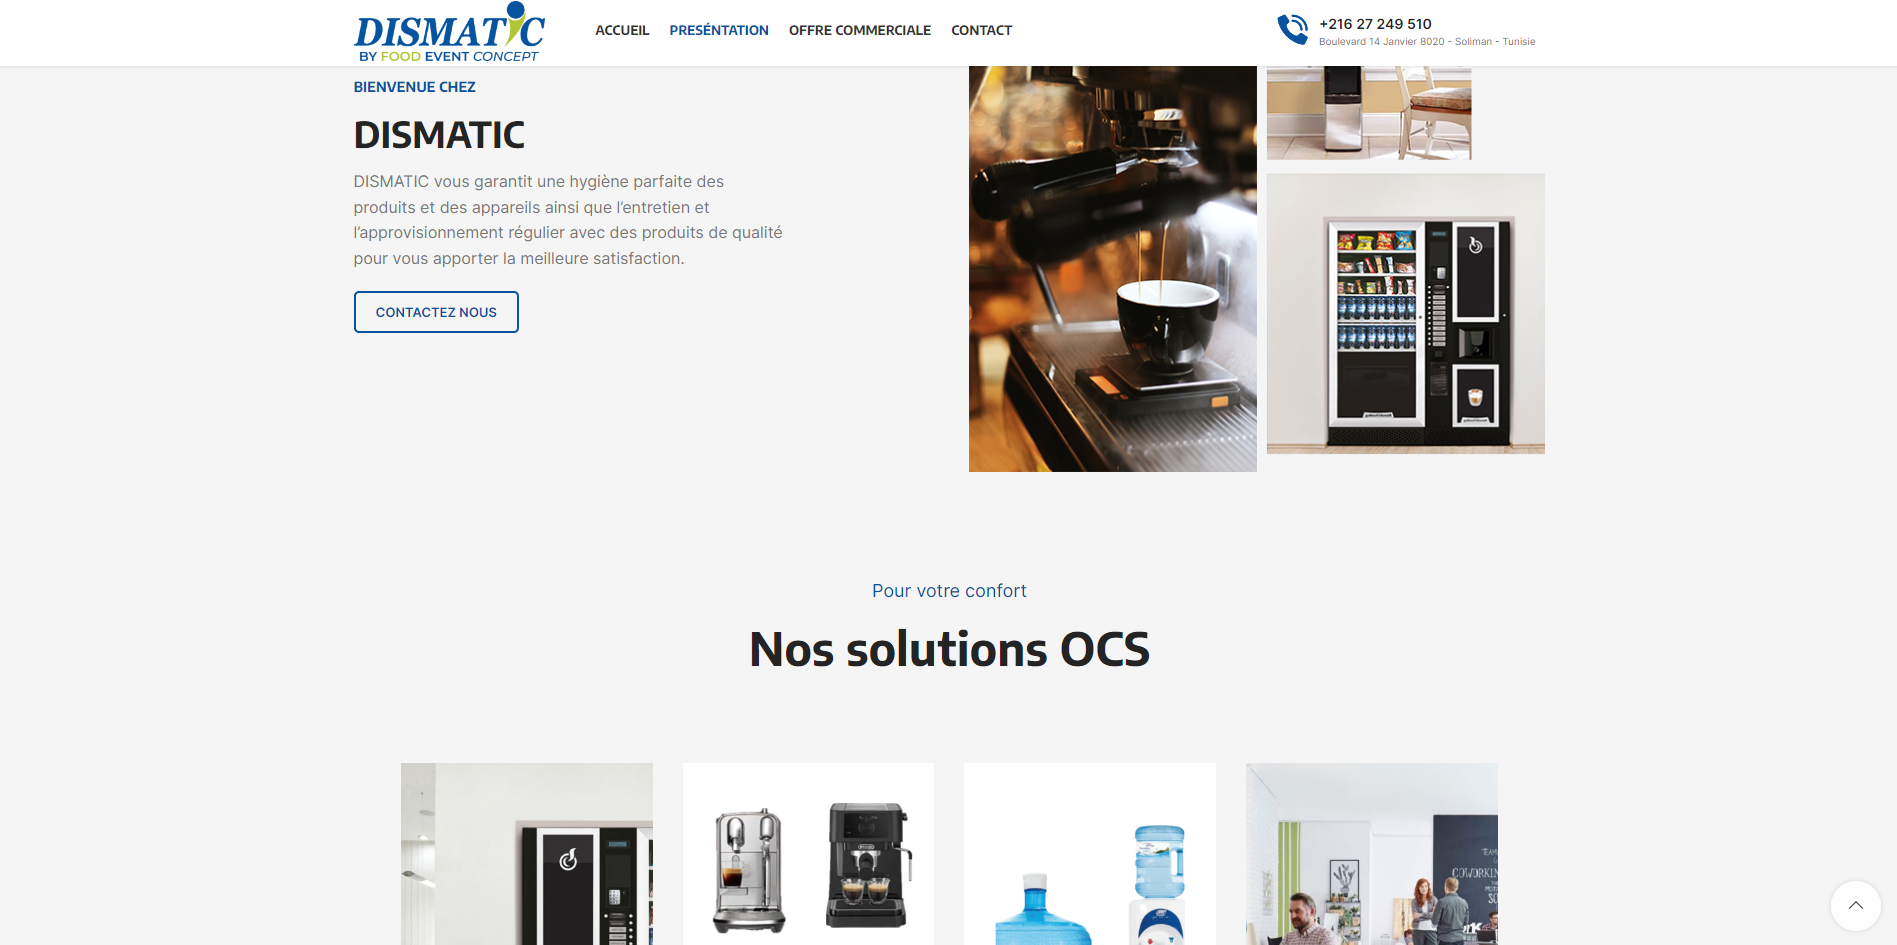 DISMATIC
BY FOOD EVENT CONCEPT
ACCUEIL
PRESÉNTATION
OFFRE COMMERCIALE
CONTACT
+216 27 249 510
Boulevard 14 Janvier 8020 - Soliman - Tunisie
BIENVENUE CHEZ
DISMATIC
DISMATIC vous garantit une hygiène parfaite des
produits et des appareils ainsi que l’entretien et
l’approvisionnement régulier avec des produits de qualité
pour vous apporter la meilleure satisfaction.
CONTACTEZ NOUS
Pour votre confort
Nos solutions OCS